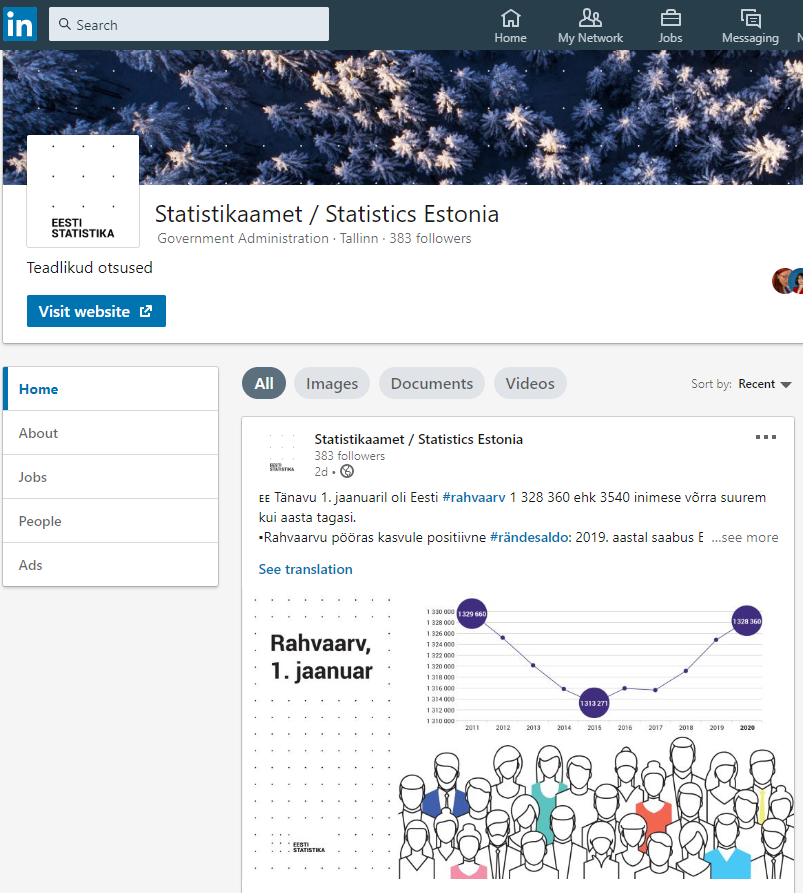 in Search
Home
My Network
Jobs
Messaging
EESTI
STATISTIKA
Statistikaamet / Statistics Estonia
Government Administration · Tallinn · 383 followers
Teadlikud otsused
Visit website
Home
About
Jobs
People
Ads
All
Images
Documents
Videos
Sort by: Recent
EESTI
STATISTIKA
Statistikaamet / Statistics Estonia
383 followers
2d •
EE Tänavu 1. jaanuaril oli Eesti #rahvaarv 1 328 360 ehk 3540 inimese võrra suurem
kui aasta tagasi.
▪Rahvaarvu pööras kasvule positiivne #rändesaldo: 2019. aastal saabus E ...see more
See translation
Rahvaarv,
1. jaanuar
1 330 000
1 328 000
1 326 000
1 324 000
1 322 000
1 320 000
1 318 000
1 316 000
1 314 000
1 312 000
1 310 000
1 329 660
1 313 271
1 328 360
2011 2012 2013 2014 2015 2016 2017 2018 2019 2020
EESTI
STATISTIKA